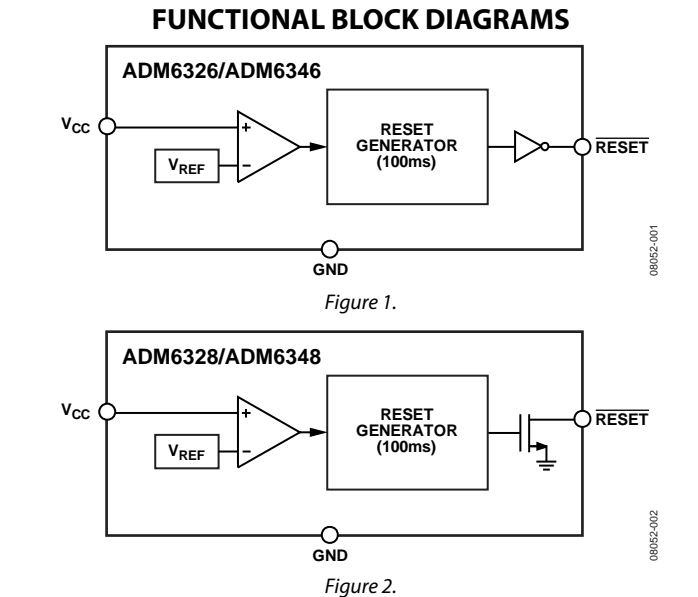 FUNCTIONAL BLOCK DIAGRAMS
ADM6326/ADM6346
VCC
+
VREF
−
RESET
GENERATOR
(100ms)
RESET
GND
08052-001
Figure 1.
ADM6328/ADM6348
VCC
+
VREF
−
RESET
GENERATOR
(100ms)
RESET
GND
08052-002
Figure 2.